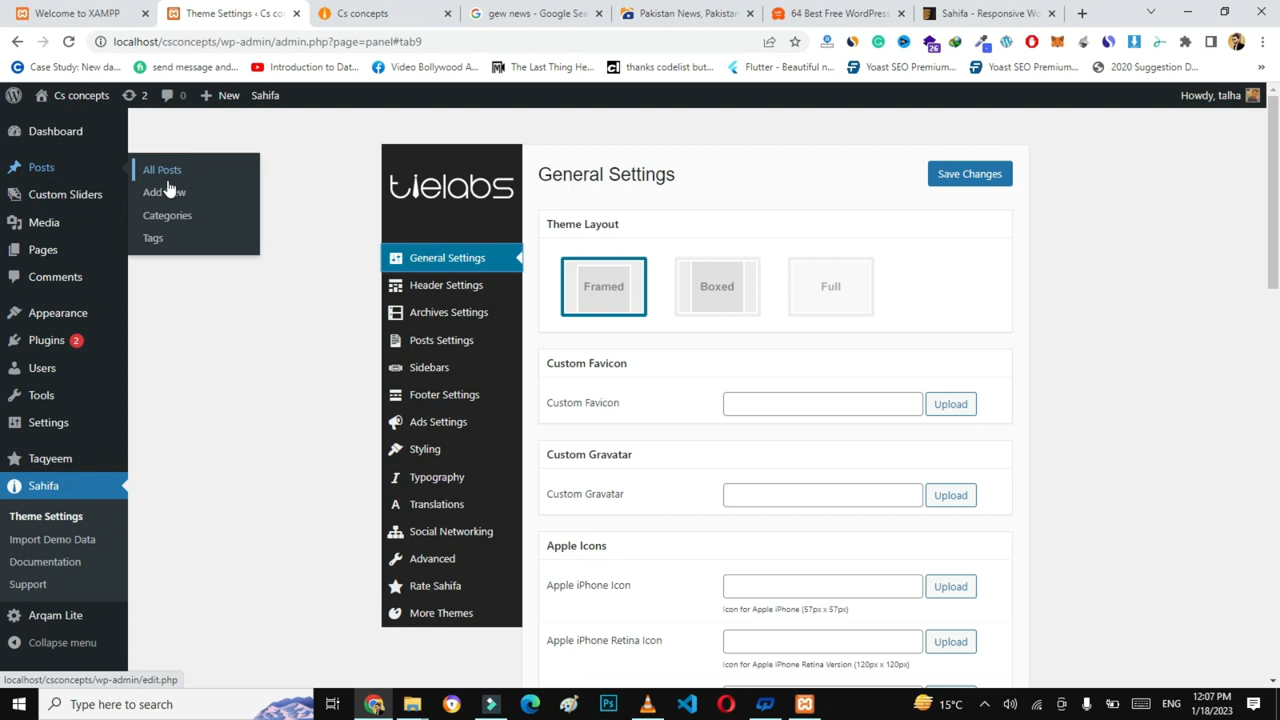 Welcome to XAMPP
Theme Settings ‹ Cs co
Cs concepts
gew news - Google Sea
Pakistan News, Pakistan
64 Best Free WordPress
Sahifa - Responsive Wo
localhost/csconcepts/wp-admin/admin.php?page=panel#tab9
26
Case Study: New da...
send message and...
Introduction to Dat...
Video Bollywood A...
The Last Thing He...
thanks codelist but...
Flutter - Beautiful n...
Yoast SEO Premium...
Yoast SEO Premium...
2020 Suggestion D...
Cs concepts
2
0
New
Sahifa
Howdy, talha
Dashboard
Posts
Custom Sliders
Media
Pages
Comments
Appearance
Plugins 2
Users
Tools
Settings
Taqyeem
Sahifa
Theme Settings
Import Demo Data
Documentation
Support
Arqam Lite
Collapse menu
All Posts
Categories
Tags
tielabs
General Settings
Header Settings
Archives Settings
Posts Settings
Sidebars
Footer Settings
Ads Settings
Styling
Typography
Translations
Social Networking
Advanced
Rate Sahifa
More Themes
General Settings
Save Changes
Theme Layout
Framed
Boxed
Full
Custom Favicon
Custom Favicon
Upload
Custom Gravatar
Custom Gravatar
Upload
Apple Icons
Apple iPhone Icon
Upload
Icon for Apple iPhone (57px x 57px)
Apple iPhone Retina Icon
Upload
Icon for Apple iPhone Retina Version (120px x 120px)
localhost/csconcepts/wp-admin/edit.php
Type here to search
Ps
15°C
ENG
12:07 PM
1/18/2023